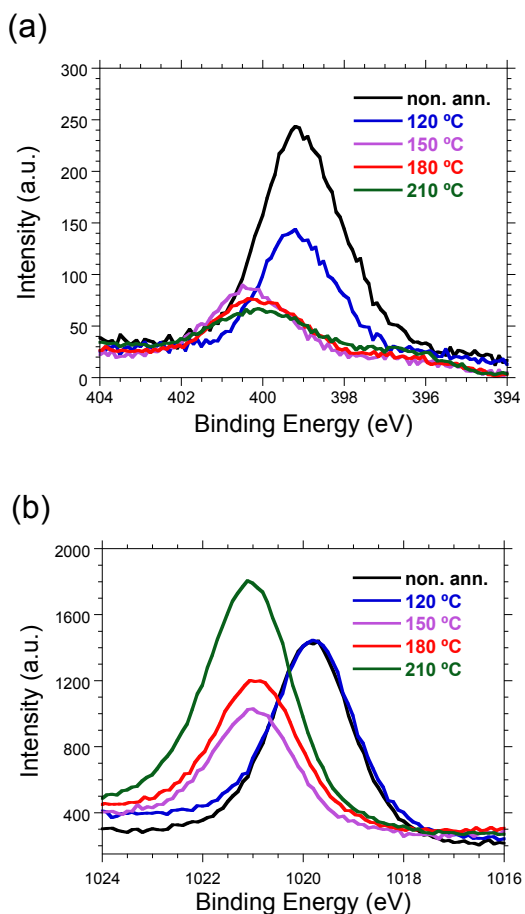 (a)
300
250
200
150
100
50
0
Intensity (a.u.)
non. ann.
120 ºC
150 ºC
180 ºC
210 ºC
404 402 400 398 396 394
Binding Energy (eV)
(b)
2000
1600
1200
800
400
Intensity (a.u.)
non. ann.
120 ºC
150 ºC
180 ºC
210 ºC
1024 1022 1020 1018 1016
Binding Energy (eV)